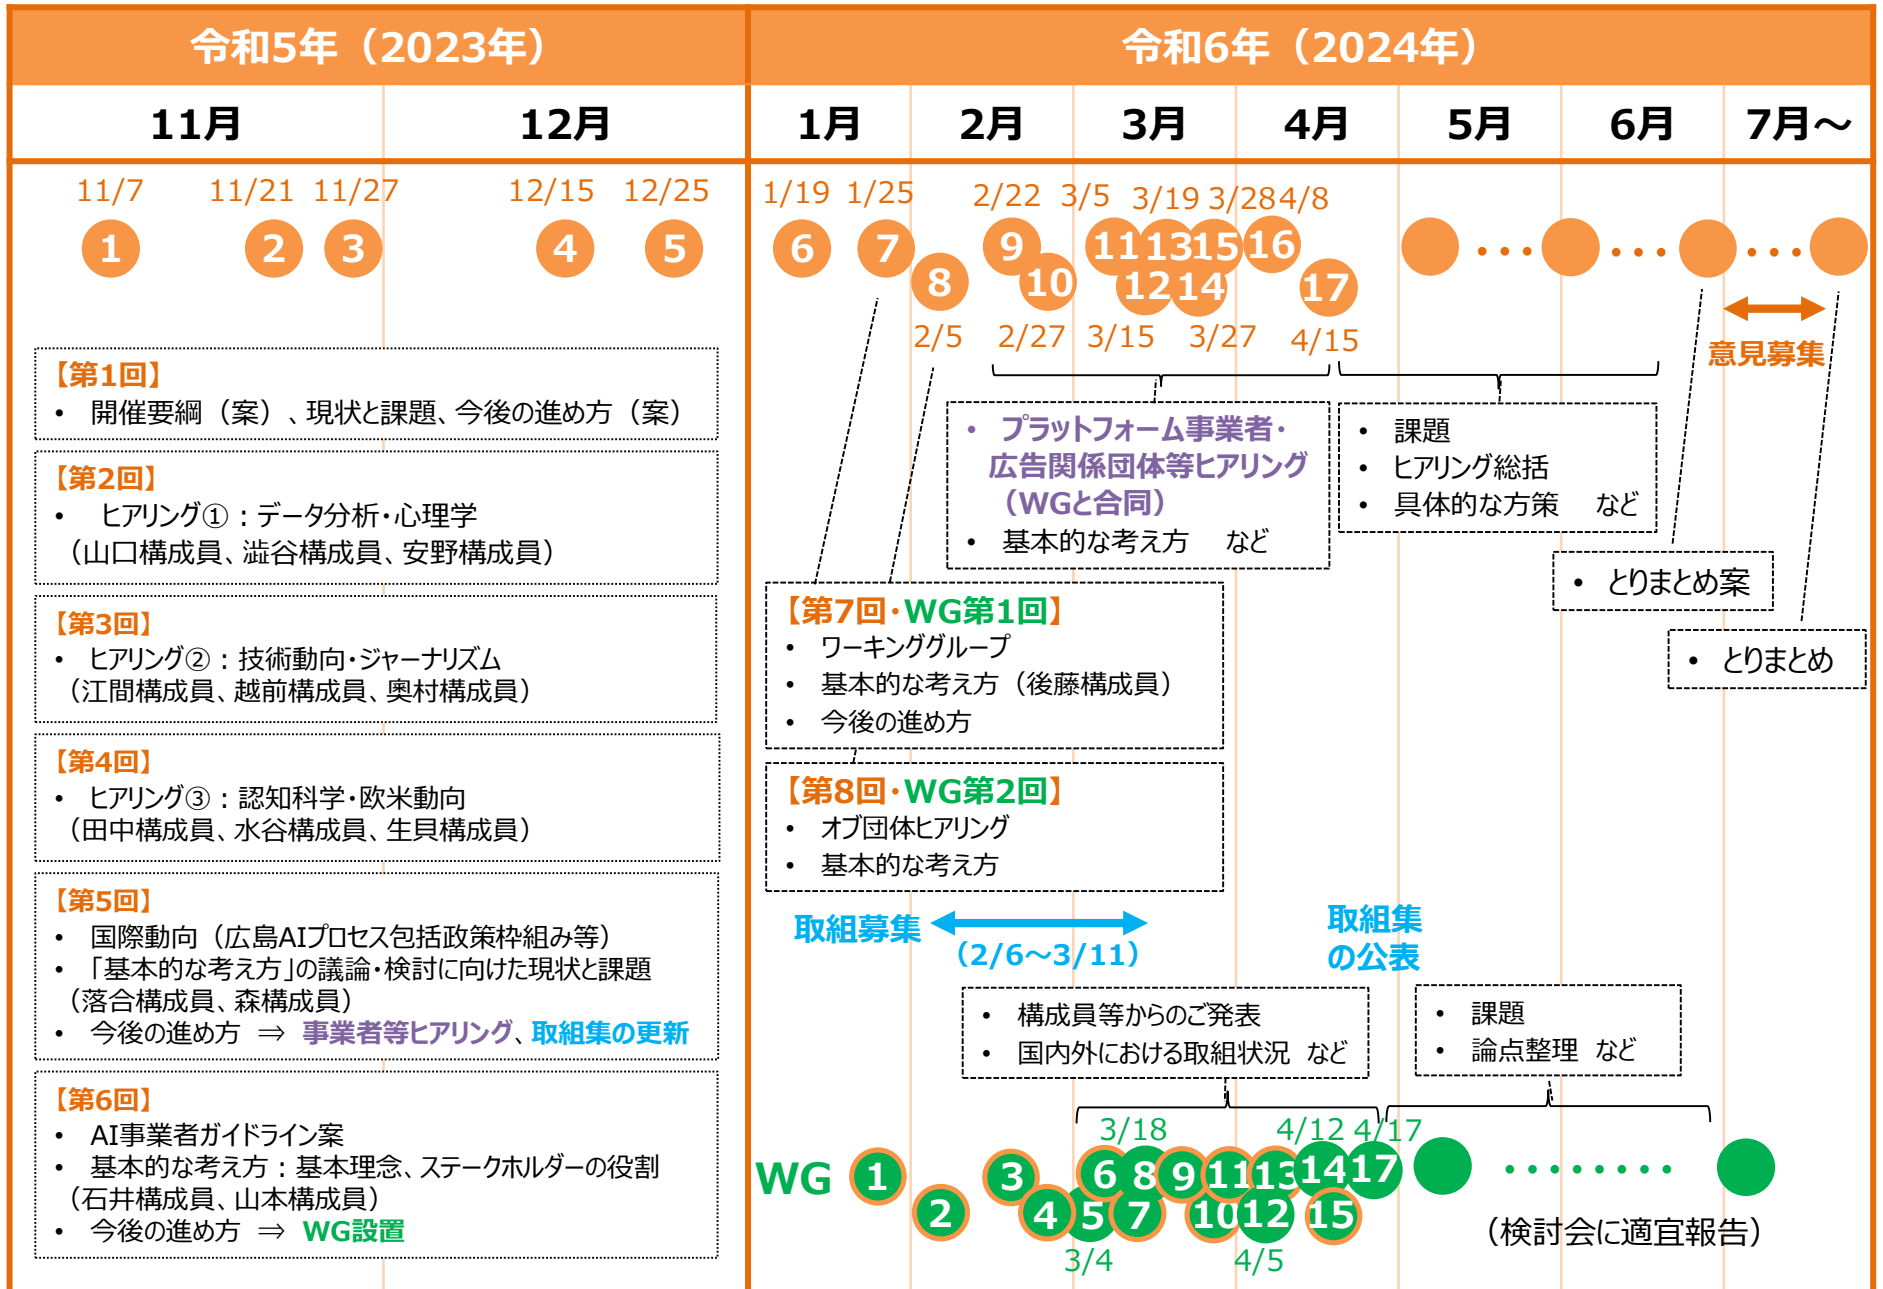 令和5年（2023年）
令和6年（2024年）
11月
12月
1月
2月
3月
4月
5月
6月
7月～
11/7
11/21
11/27
12/15
12/25
1/19
1/25
2/22
3/5
3/19
3/28
4/8
1
2
3
4
5
6
7
8
9
10
11
12
13
14
15
16
17
2/5
2/27
3/15
3/27
4/15
意見募集
【第1回】
• 開催要綱（案）、現状と課題、今後の進め方（案）
【第2回】
• ヒアリング①：データ分析・心理学
（山口構成員、澁谷構成員、安野構成員）
【第3回】
• ヒアリング②：技術動向・ジャーナリズム
（江間構成員、越前構成員、奥村構成員）
【第4回】
• ヒアリング③：認知科学・欧米動向
（田中構成員、水谷構成員、生貝構成員）
【第5回】
• 国際動向（広島AIプロセス包括政策枠組み等）
• 「基本的な考え方」の議論・検討に向けた現状と課題
（落合構成員、森構成員）
• 今後の進め方 ⇒ 事業者等ヒアリング、取組集の更新
【第6回】
• AI事業者ガイドライン案
• 基本的な考え方：基本理念、ステークホルダーの役割
（石井構成員、山本構成員）
• 今後の進め方 ⇒ WG設置
• プラットフォーム事業者・
広告関係団体等ヒアリング
（WGと合同）
• 基本的な考え方 など
• 課題
• ヒアリング総括
• 具体的な方策 など
• とりまとめ案
• とりまとめ
【第7回・WG第1回】
• ワーキンググループ
• 基本的な考え方（後藤構成員）
• 今後の進め方
【第8回・WG第2回】
• オブ団体ヒアリング
• 基本的な考え方
取組募集
（2/6～3/11）
取組集
の公表
• 構成員等からのご発表
• 国内外における取組状況 など
• 課題
• 論点整理 など
3/18
4/12
4/17
WG
1
2
3
4
5
6
7
8
9
10
11
12
13
14
15
17
3/4
4/5
（検討会に適宜報告）